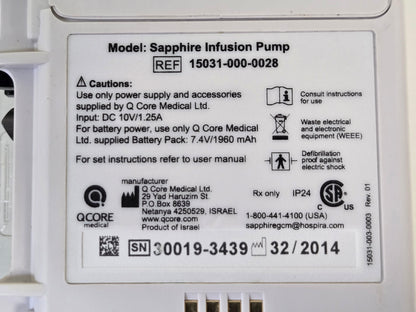 Model: Sapphire Infusion Pump
REF 15031-000-0028
Cautions:
Use only power supply and accessories
supplied by Q Core Medical Ltd.
Input: DC 10V/1.25A
For battery power, use only Q Core Medical
Ltd. supplied Battery Pack: 7.4V/1960 mAh
For set instructions refer to user manual
Consult instructions
for use
Waste electrical and
electronic equipment
(WEEE)
Defibrillation
proof against
electric shock
QCORE
medical
manufacturer
Q Core Medical Ltd.
29 Yad Haruzim St.
P.O.Box 8639
Netanya 4250529, ISRAEL
www.qcore.com
Product of Israel
Rx only IP24
C US
1-800-441-4100 (USA)
sapphiregcm@hospira.com
SN 30019-3439 32/2014
15031-003-0003 Rev. 01